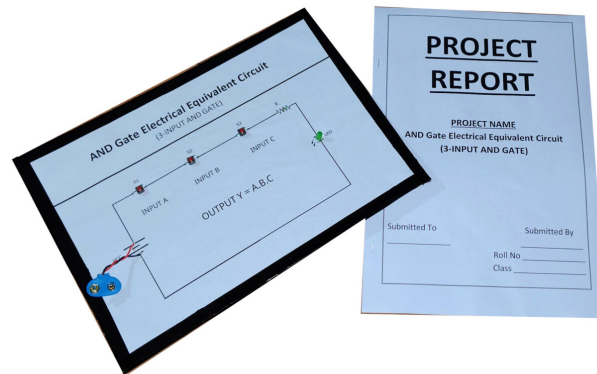 AND Gate Electrical Equivalent Circuit
(3-INPUT AND GATE)
S1
S2
S3
R
LED
INPUT A
INPUT B
INPUT C
OUTPUT Y = A.B.C
PROJECT
REPORT
PROJECT NAME
AND Gate Electrical Equivalent Circuit
(3-INPUT AND GATE)
Submitted To
Submitted By
Roll No
Class